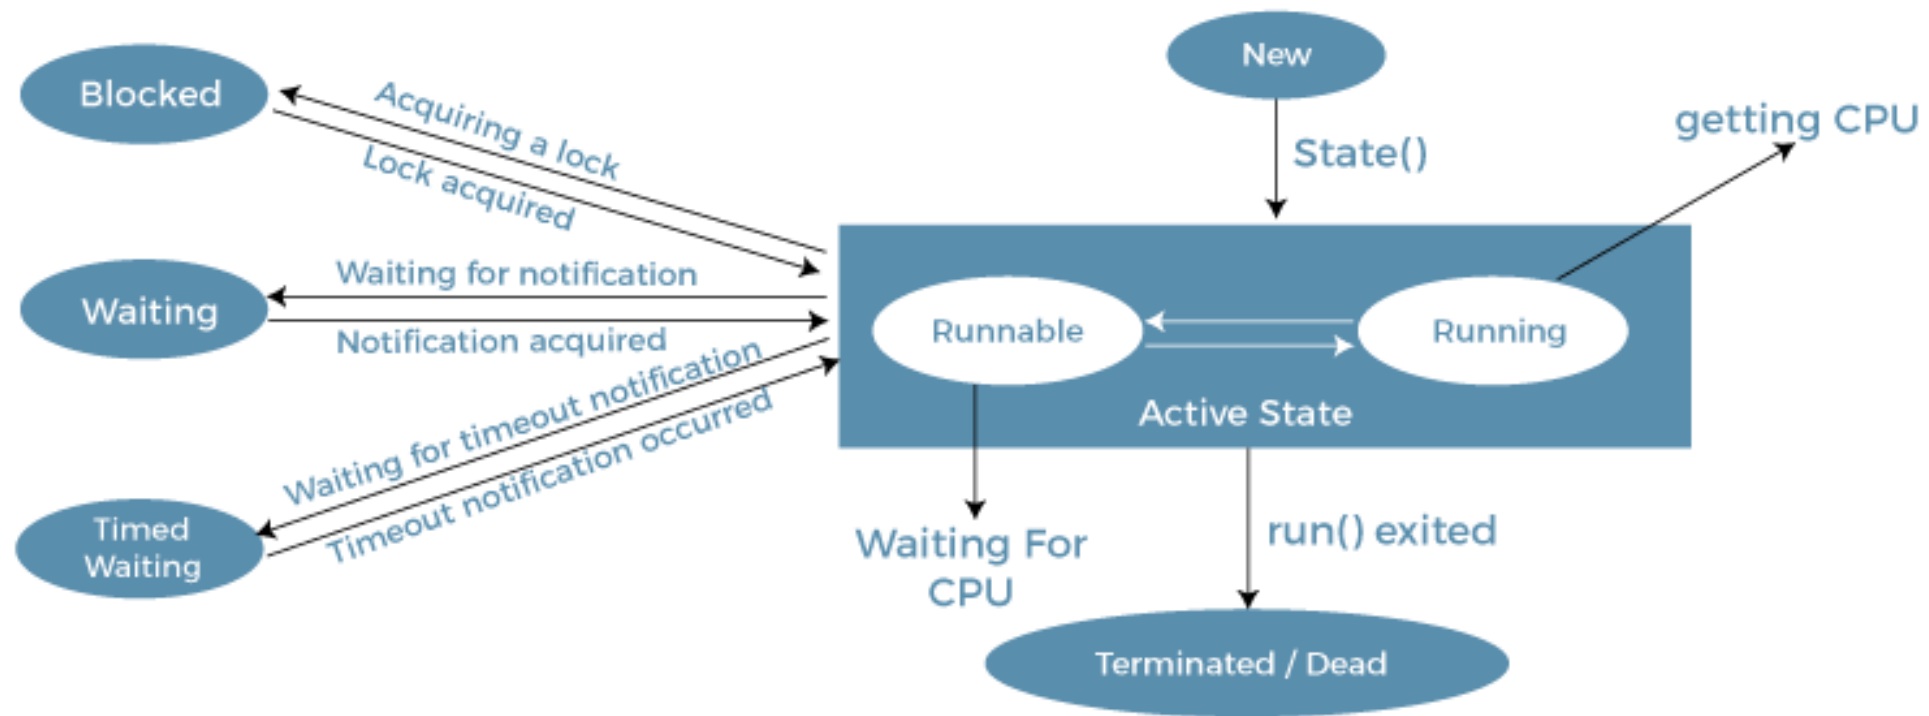 New
Blocked
Acquiring a lock
getting CPU
State()
Lock acquired
Waiting for notification
Waiting
Runnable
Running
Notification acquired
Active State
Waiting for timeout notification
Timeout notification occurred
Timed
Waiting
Waiting For
CPU
run() exited
Terminated / Dead